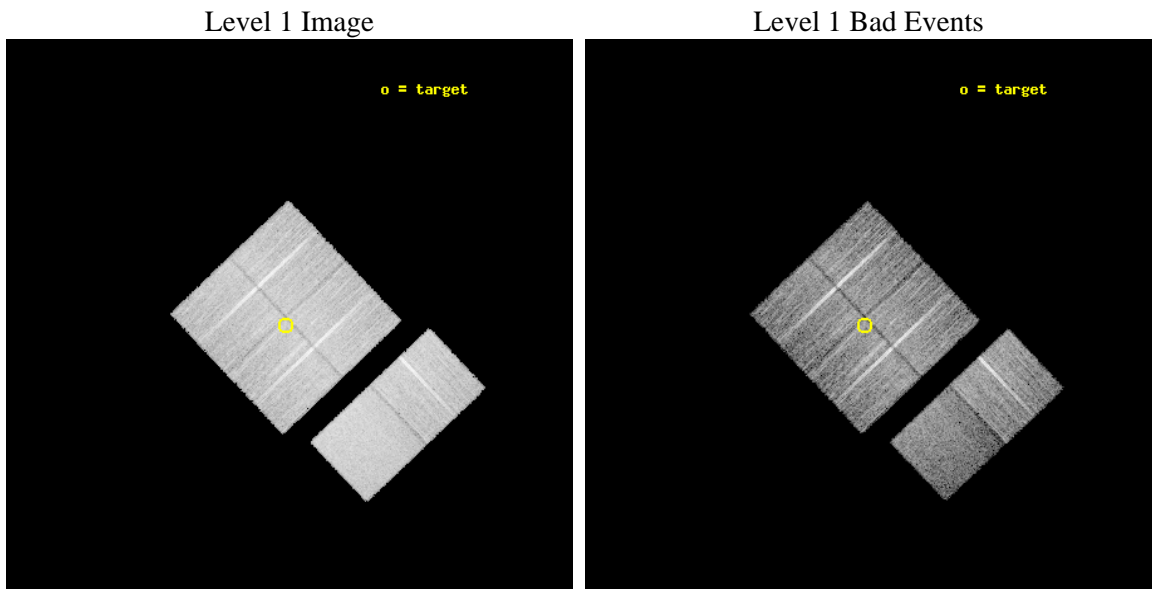 Level 1 Image
Level 1 Bad Events
o = target
o = target